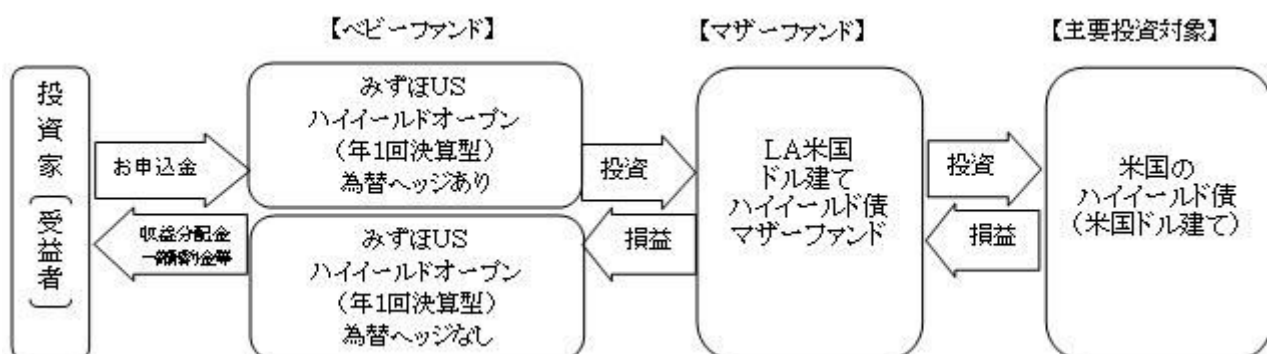 【ベビーファンド】
【マザーファンド】
【主要投資対象】
投資家
(受益者)
お申込金
収益分配金
一部解約金等
みずほUS
ハイイールドオープン
(年1回決算型)
為替ヘッジあり
みずほUS
ハイイールドオープン
(年1回決算型)
為替ヘッジなし
投資
損益
LA米国
ドル建て
ハイイールド債
マザーファンド
投資
損益
米国の
ハイイールド債
(米国ドル建て)